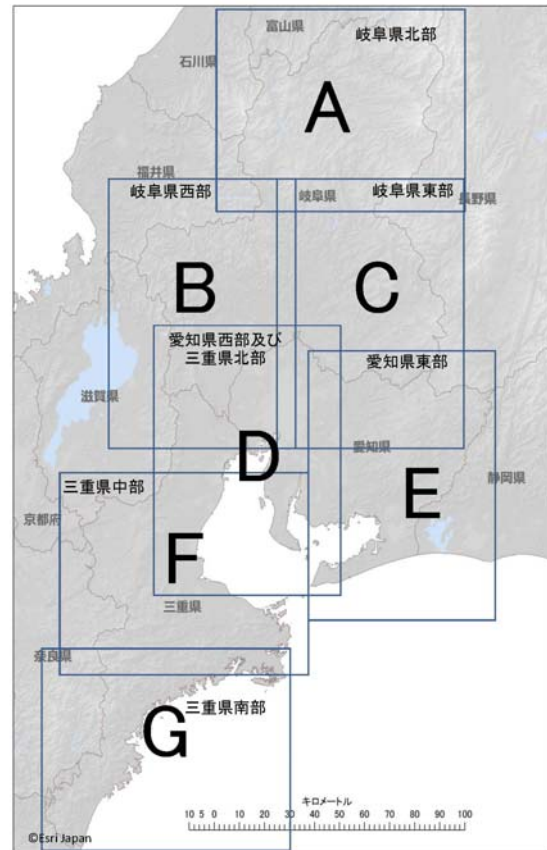 富山県
岐阜県北部
石川県
A
福井県
岐阜県西部
岐阜県
岐阜県東部
長野県
B
C
愛知県西部及び
三重県北部
愛知県東部
滋賀県
D
愛知県
三重県中部
静岡県
E
京都府
F
三重県
奈良県
三重県南部
G
キロメートル
10 5 0 10 20 30 40 50 60 70 80 90 100
©Esri Japan